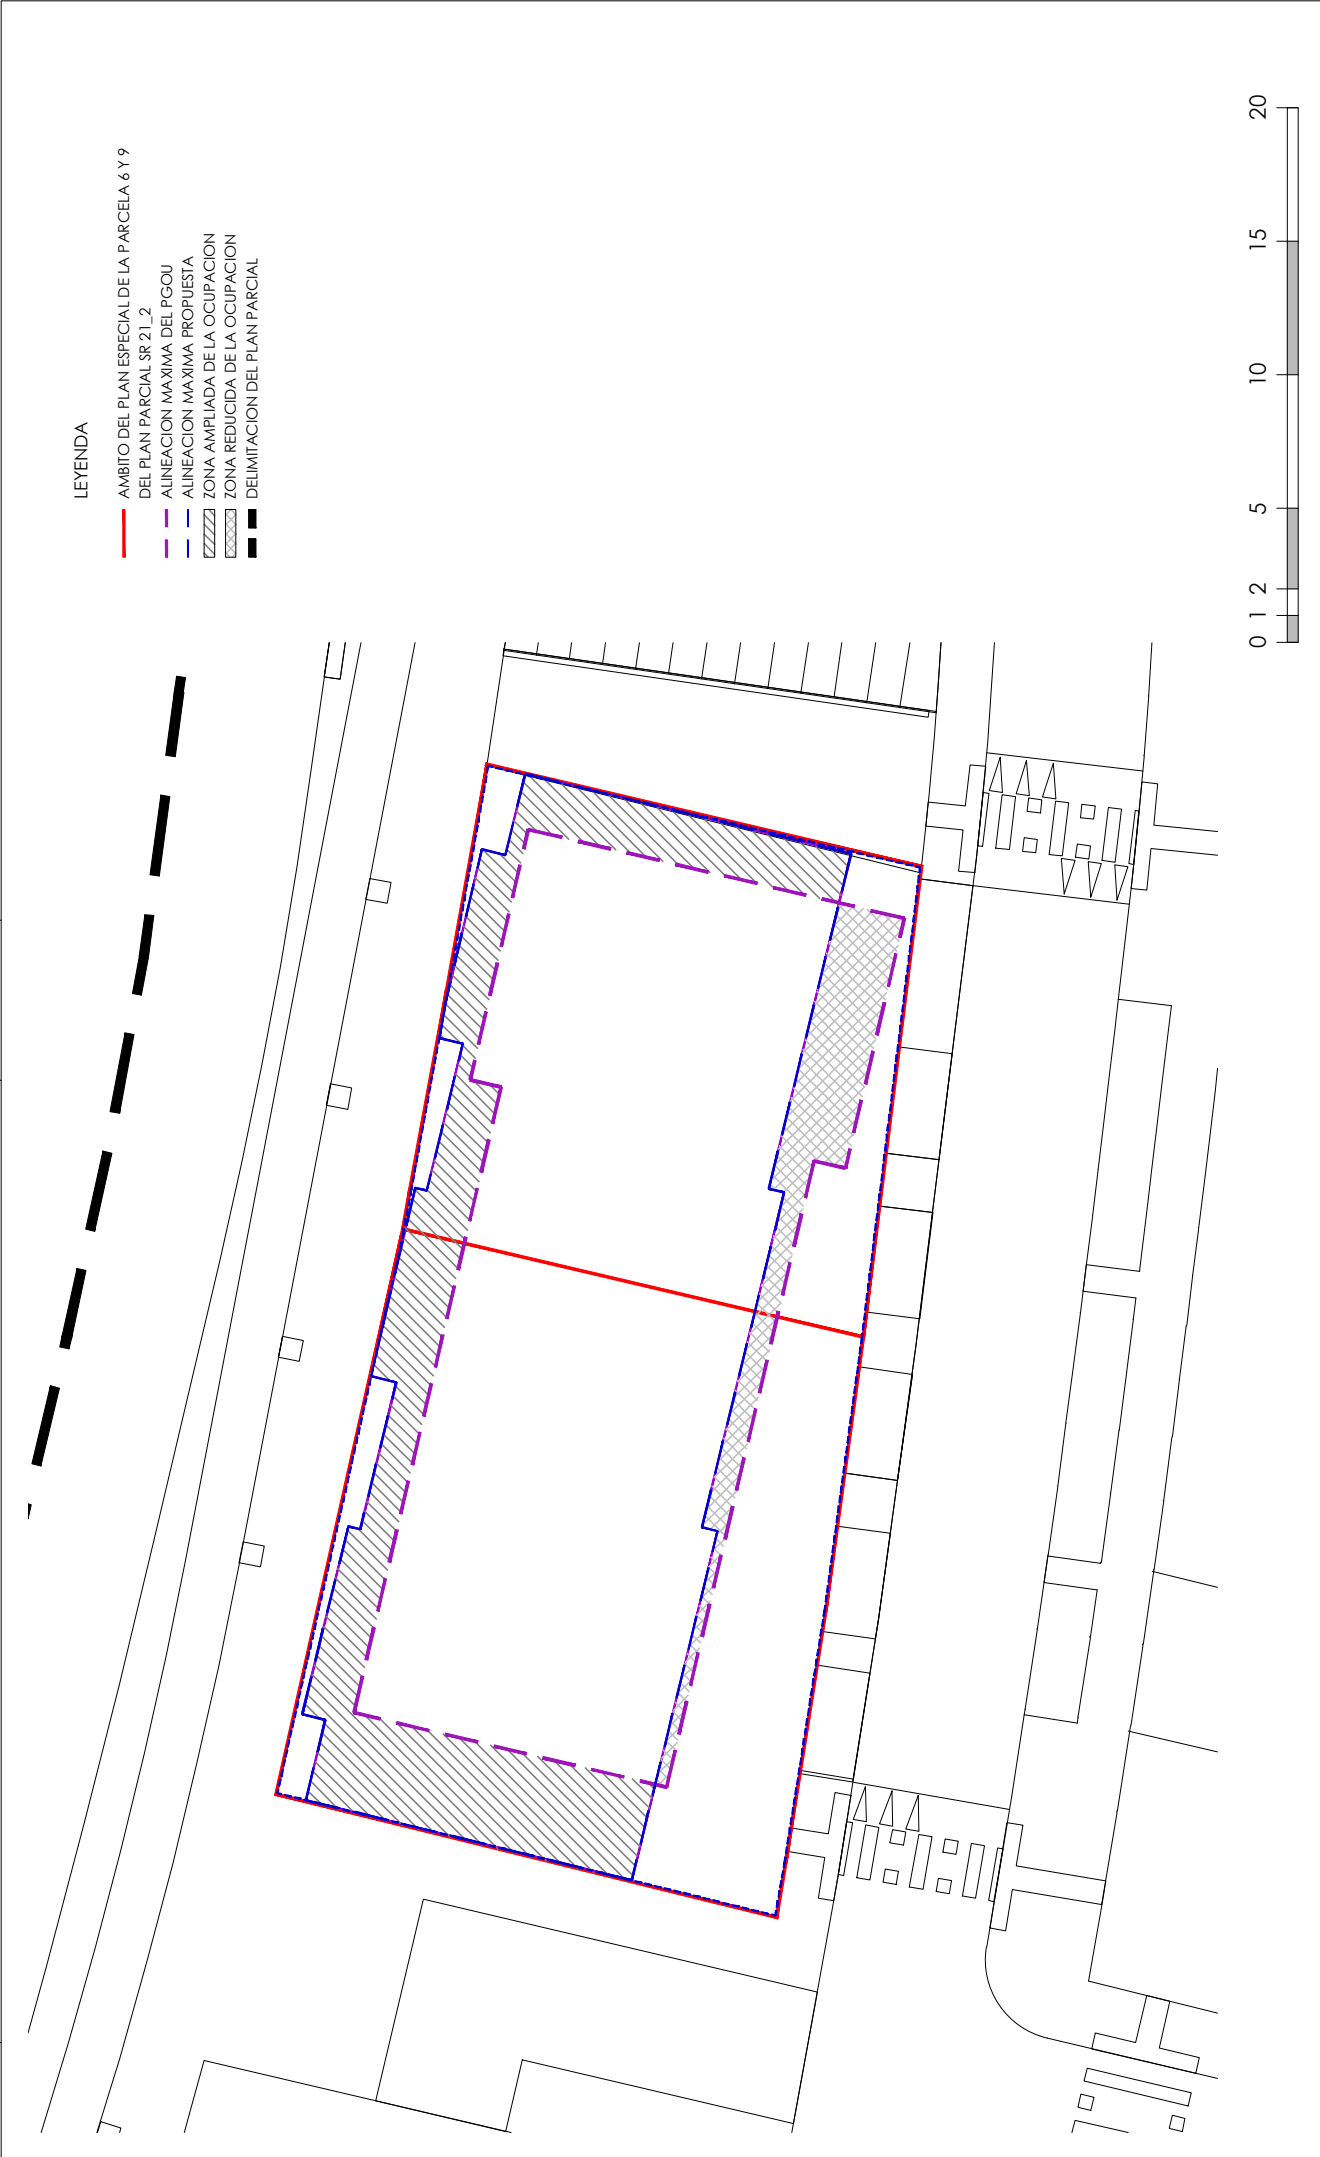 LEYENDA
AMBITO DEL PLAN ESPECIAL DE LA PARCELA 6 Y 9
DEL PLAN PARCIAL SR 21_2
ALINEACION MAXIMA DEL PGOU
ALINEACION MAXIMA PROPUESTA
ZONA AMPLIADA DE LA OCUPACION
ZONA REDUCIDA DE LA OCUPACION
DELIMITACION DEL PLAN PARCIAL
0 1 2 5 10 15 20